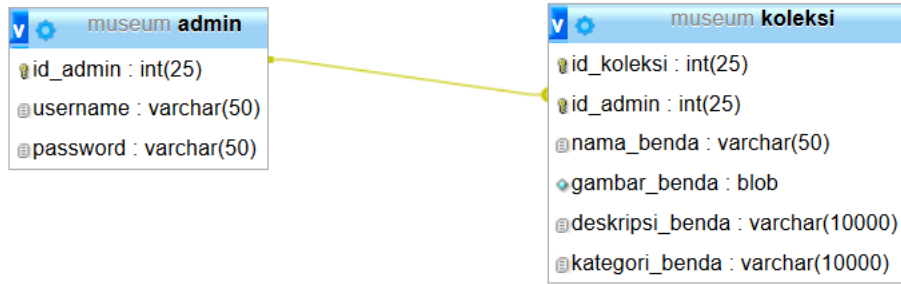 v museum admin
id_admin : int(25)
username : varchar(50)
password : varchar(50)
v museum koleksi
id_koleksi : int(25)
id_admin : int(25)
nama_benda : varchar(50)
gambar_benda : blob
deskripsi_benda : varchar(10000)
kategori_benda : varchar(10000)